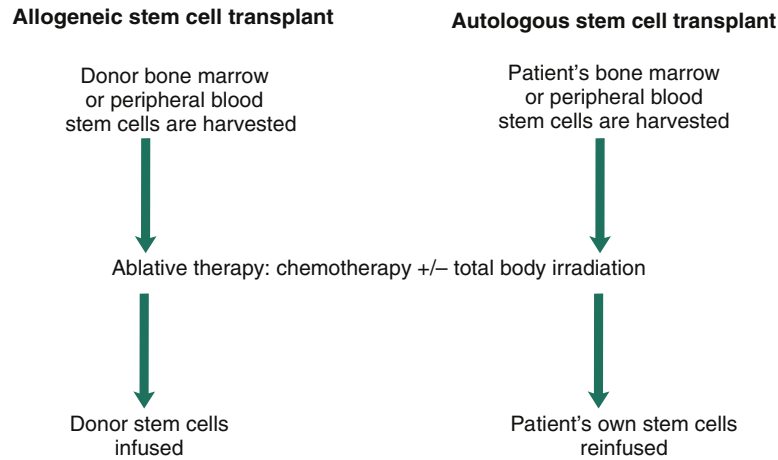 Allogeneic stem cell transplant
Donor bone marrow
or peripheral blood
stem cells are harvested
Autologous stem cell transplant
Patient's bone marrow
or peripheral blood
stem cells are harvested
Ablative therapy: chemotherapy +/– total body irradiation
Donor stem cells
infused
Patient's own stem cells
reinfused